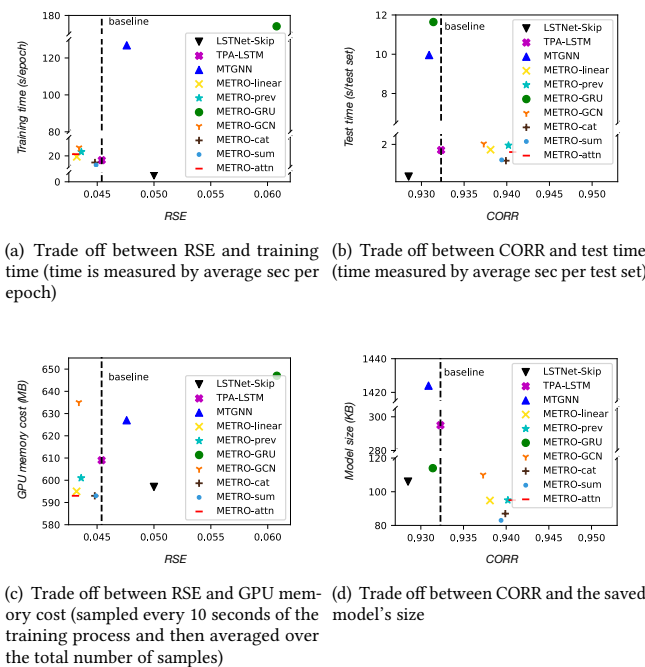 180
160
120
80
20
0
Training time (s/epoch)
baseline
LSTNet-Skip
TPA-LSTM
MTGNN
METRO-linear
METRO-prev
METRO-GRU
METRO-GCN
METRO-cat
METRO-sum
METRO-attn
0.045 0.050 0.055 0.060
RSE
12
10
8
2
Test time (s/test set)
baseline
LSTNet-Skip
TPA-LSTM
MTGNN
METRO-linear
METRO-prev
METRO-GRU
METRO-GCN
METRO-cat
METRO-sum
METRO-attn
0.930 0.935 0.940 0.945 0.950
CORR
(a) Trade off between RSE and training
time (time is measured by average sec per
epoch)
(b) Trade off between CORR and test time
(time measured by average sec per test set)
650
640
630
620
610
600
590
580
GPU memory cost (MB)
baseline
LSTNet-Skip
TPA-LSTM
MTGNN
METRO-linear
METRO-prev
METRO-GRU
METRO-GCN
METRO-cat
METRO-sum
METRO-attn
0.045 0.050 0.055 0.060
RSE
1440
1420
300
280
120
100
80
Model size (KB)
baseline
LSTNet-Skip
TPA-LSTM
MTGNN
METRO-linear
METRO-prev
METRO-GRU
METRO-GCN
METRO-cat
METRO-sum
METRO-attn
0.930 0.935 0.940 0.945 0.950
CORR
(c) Trade off between RSE and GPU mem-
ory cost (sampled every 10 seconds of the
training process and then averaged over
the total number of samples)
(d) Trade off between CORR and the saved
model's size